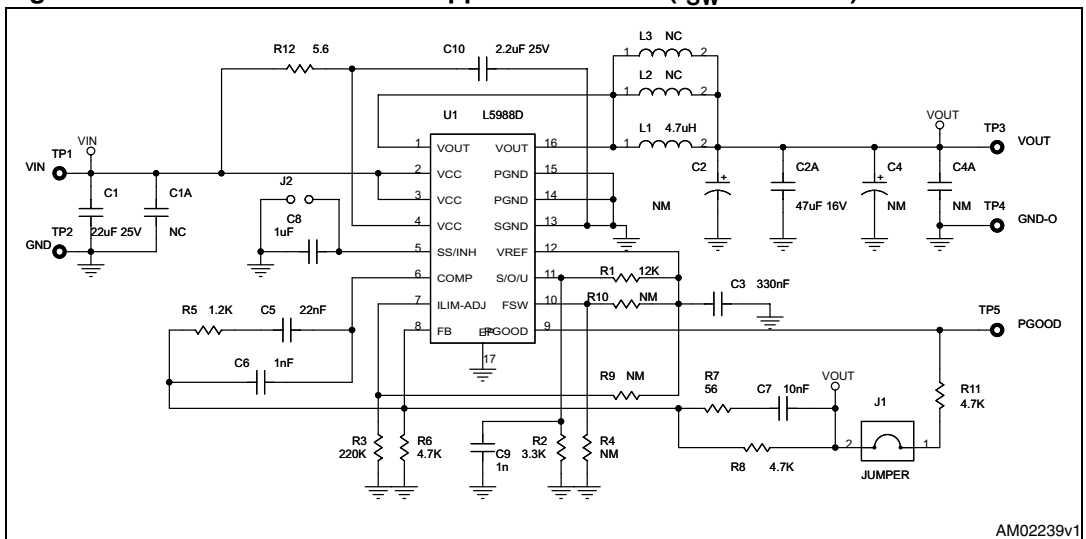 L3 NC
1 2
C10 2.2uF 25V
R12 5.6
L2 NC
1 2
U1 L5988D
VOUT
L1 4.7uH
TP3
VOUT
VIN
TP1
VIN
1 VOUT VOUT 16
1 2
2 VCC PGND 15
C1
C1A
J2
C2
+
C2A
C4
+
C4A
3 VCC PGND 14
NM
47uF 16V
NM
NM
TP4
GND-O
C8
1uF
4 VCC SGND 13
TP2
GND
22uF 25V
NC
5 SS/INH VREF 12
6 COMP S/O/U 11
R1 12K
C3 330nF
7 ILIM-ADJ FSW 10
R10 NM
R5 1.2K
C5 22nF
8 FB EP PGOOD 9
TP5
PGOOD
17
C6 1nF
R9 NM
R7
56
C7 10nF
VOUT
J1
R11
4.7K
R3
220K
R6
4.7K
C9
1n
R2
3.3K
R4
NM
R8 4.7K
2 1
JUMPER
AM02239v1